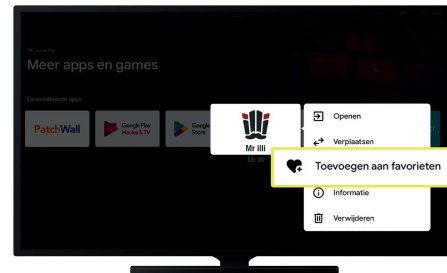 Google Play
Meer apps en games
Geïnstalleerde apps
PatchWall
Google Play
Movies & TV
Google
Store
Mr illi
Mr illi
Openen
Verplaatsen
Toevoegen aan favorieten
Informatie
Verwijderen